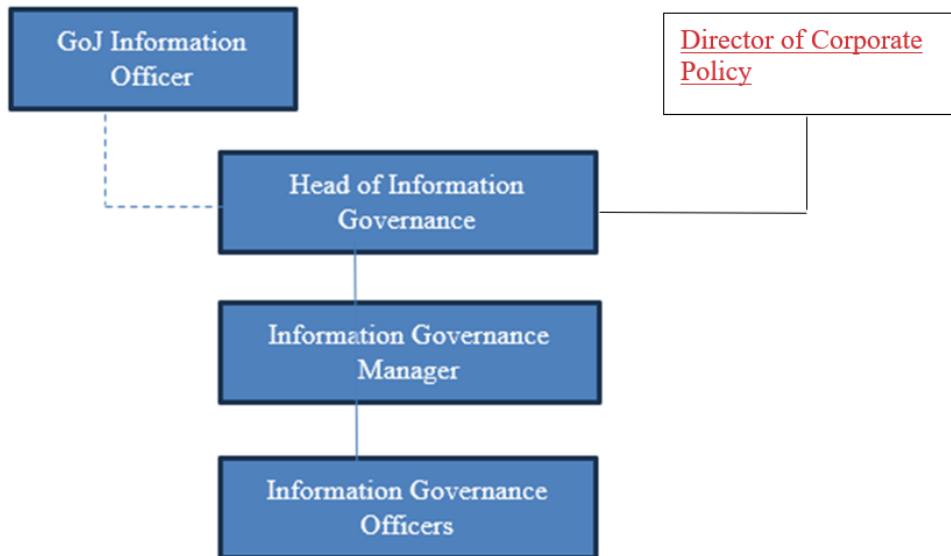 GoJ Information
Officer
Director of Corporate
Policy
Head of Information
Governance
Information Governance
Manager
Information Governance
Officers